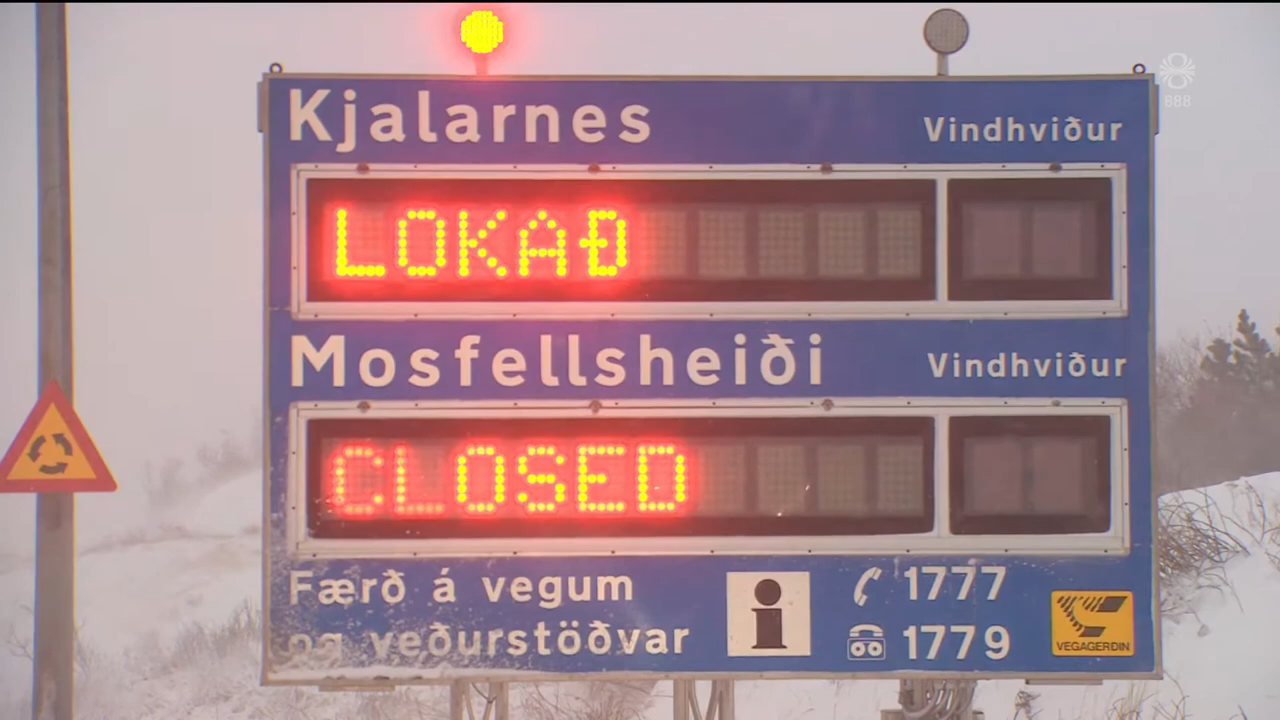 888
Kjalarnes Vindhviður
LOKAÐ
Mosfellsheiði Vindhviður
CLOSED
Færð á vegum 1777
og veðurstöðvar 1779
VEGAGERÐIN